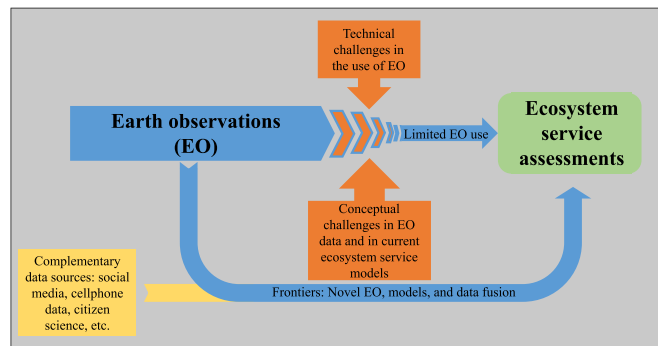 Technical
challenges in
the use of EO
Earth observations
(EO)
Limited EO use
Ecosystem
service
assessments
Conceptual
challenges in EO
data and in current
ecosystem service
models
Complementary
data sources: social
media, cellphone
data, citizen
science, etc.
Frontiers: Novel EO, models, and data fusion